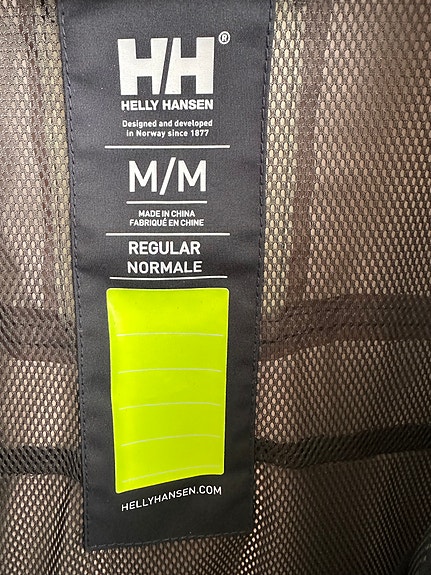 HH®
HELLY HANSEN
Designed and developed
in Norway since 1877
M/M
MADE IN CHINA
FABRIQUÉ EN CHINE
REGULAR
NORMALE
HELLYHANSEN.COM